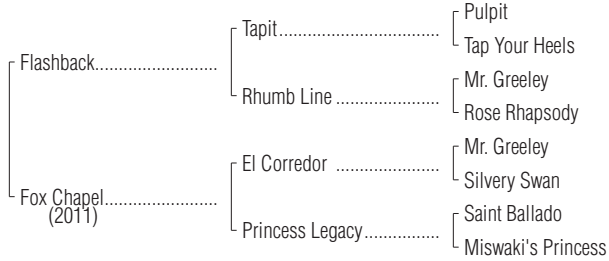 Pulpit
Tapit..................................
Tap Your Heels
Flashback..........................
Mr. Greeley
Rhumb Line ......................
Rose Rhapsody
Mr. Greeley
El Corredor ......................
Silvery Swan
Fox Chapel........................
(2011)
Saint Ballado
Princess Legacy................
Miswaki's Princess